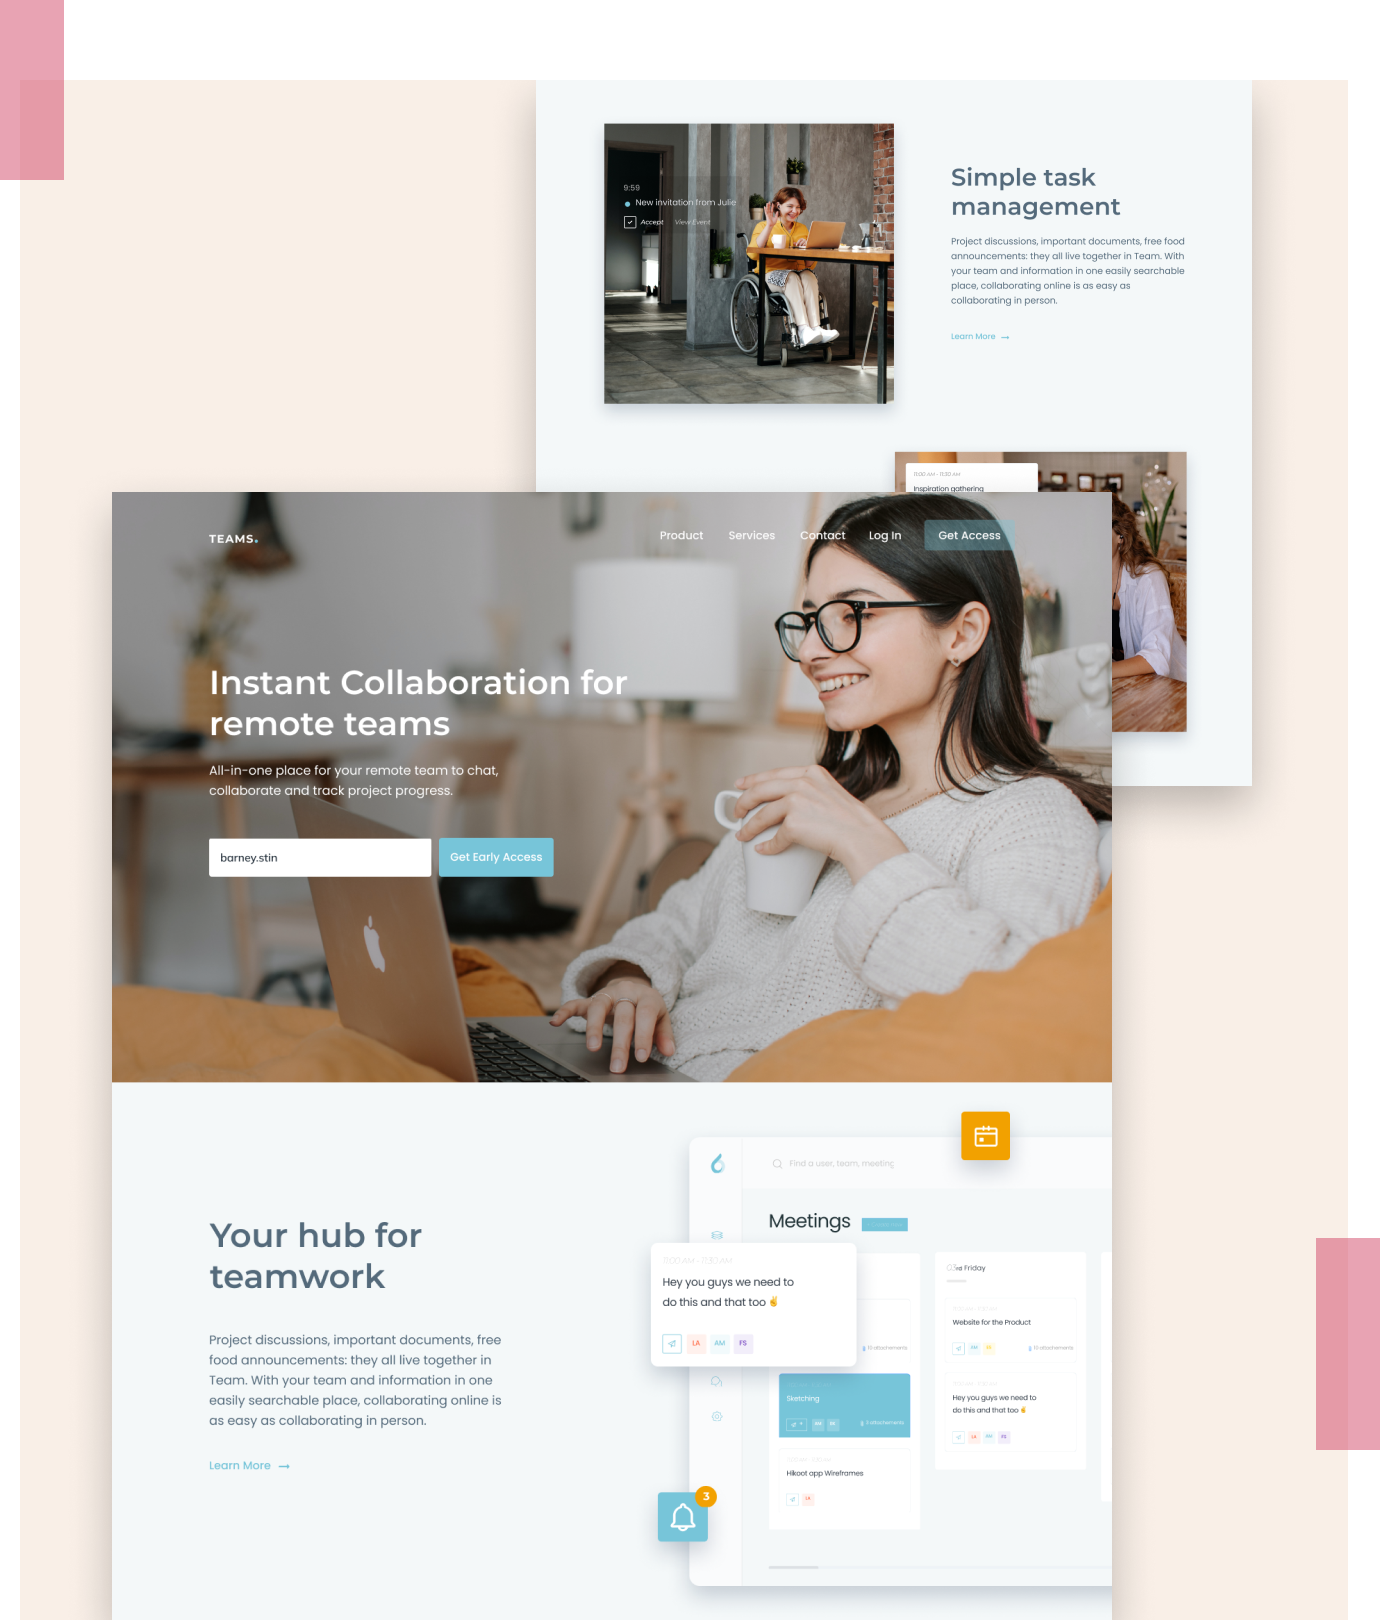 9:59
New invitation from Julie
Accept View Event
Simple task
management
Project discussions, important documents, free food
announcements: they all live together in Team. With
your team and information in one easily searchable
place, collaborating online is as easy as
collaborating in person.
Learn More →
11:00 AM - 11:30 AM
Inspiration gathering
TEAMS.
Product Services Contact Log In Get Access
Instant Collaboration for
remote teams
All-in-one place for your remote team to chat,
collaborate and track project progress.
barney.stin Get Early Access
Your hub for
teamwork
Project discussions, important documents, free
food announcements: they all live together in
Team. With your team and information in one
easily searchable place, collaborating online is
as easy as collaborating in person.
Learn More →
Find a user, team, meeting
Meetings
11:00 AM - 11:30 AM
Hey you guys we need to
do this and that too ✌️
LA AM FS
Sketching
Hikoot app Wireframes
LA
03rd Friday
Website for the Product
AM
Hey you guys we need to
do this and that too ✌️
LA AM FS
3